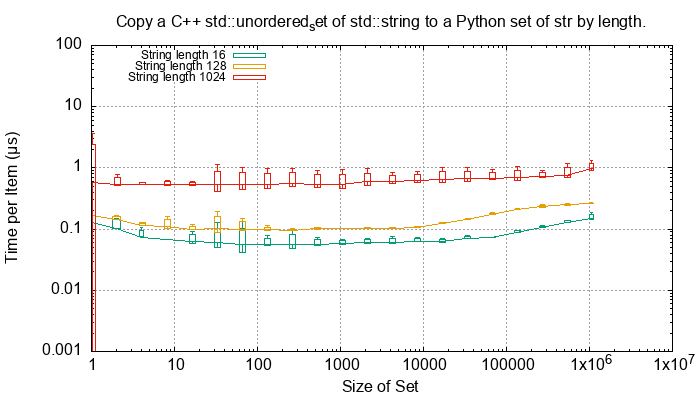 Copy a C++ std::unordered_set of std::string to a Python set of str by length.
String length 16
String length 128
String length 1024
Time per Item (µs)
100
10
1
0.1
0.01
0.001
1 10 100 1000 10000 100000 1x10^6 1x10^7
Size of Set